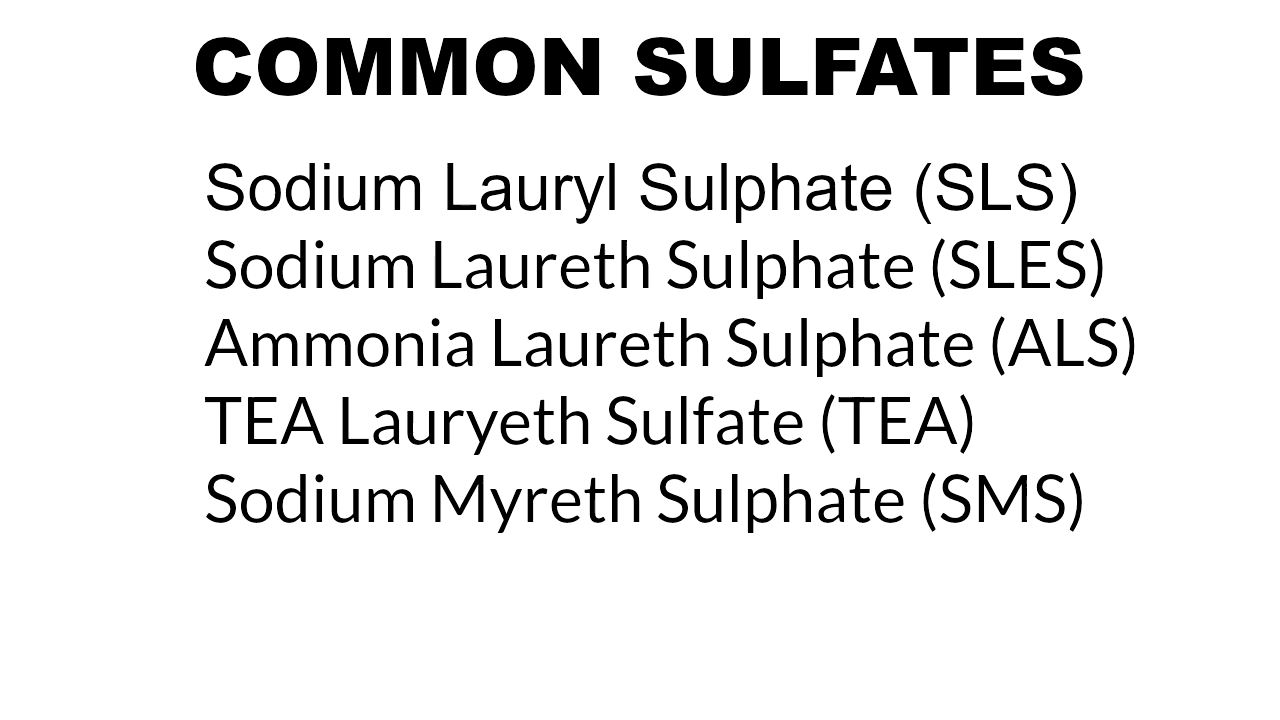 COMMON SULFATES
Sodium Lauryl Sulphate (SLS)
Sodium Laureth Sulphate (SLES)
Ammonia Laureth Sulphate (ALS)
TEA Lauryeth Sulfate (TEA)
Sodium Myreth Sulphate (SMS)